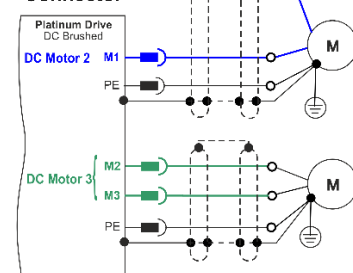 Platinum Drive
DC Brushed
DC Motor 2 M1
M
PE
M2
DC Motor 3
M
M3
PE